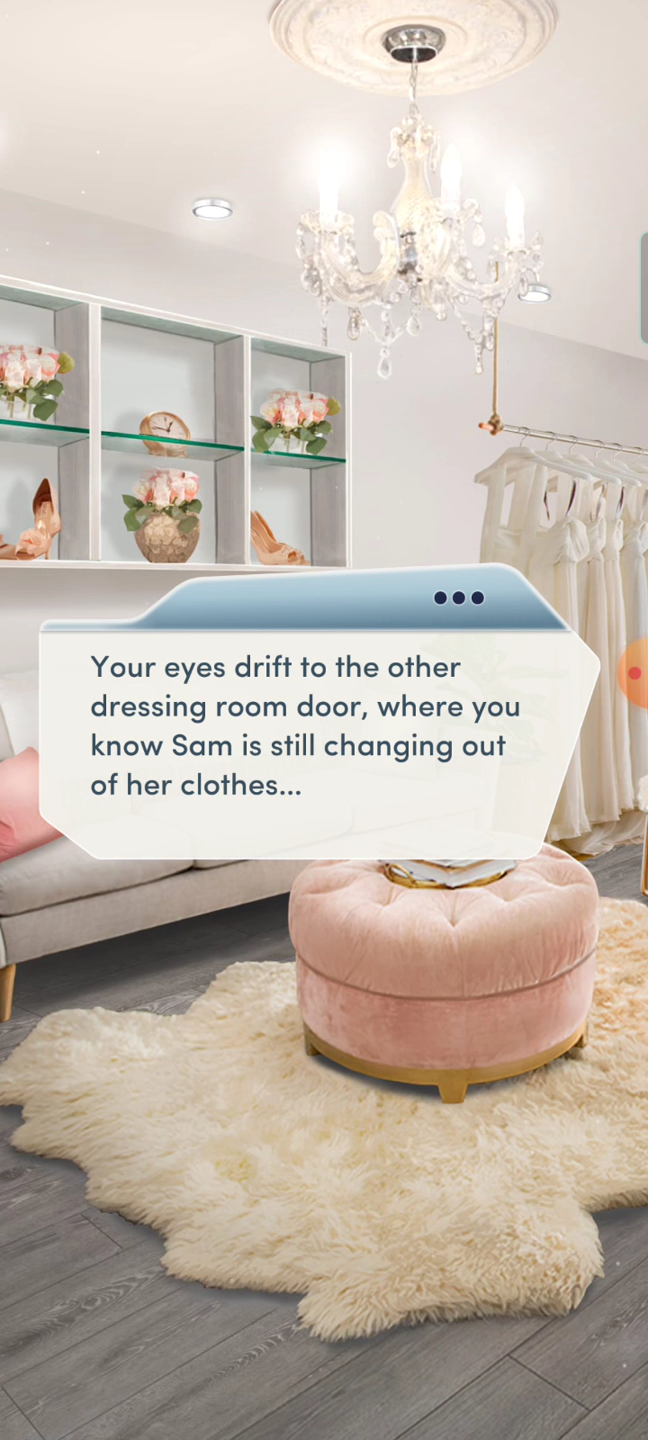 Your eyes drift to the other
dressing room door, where you
know Sam is still changing out
of her clothes...